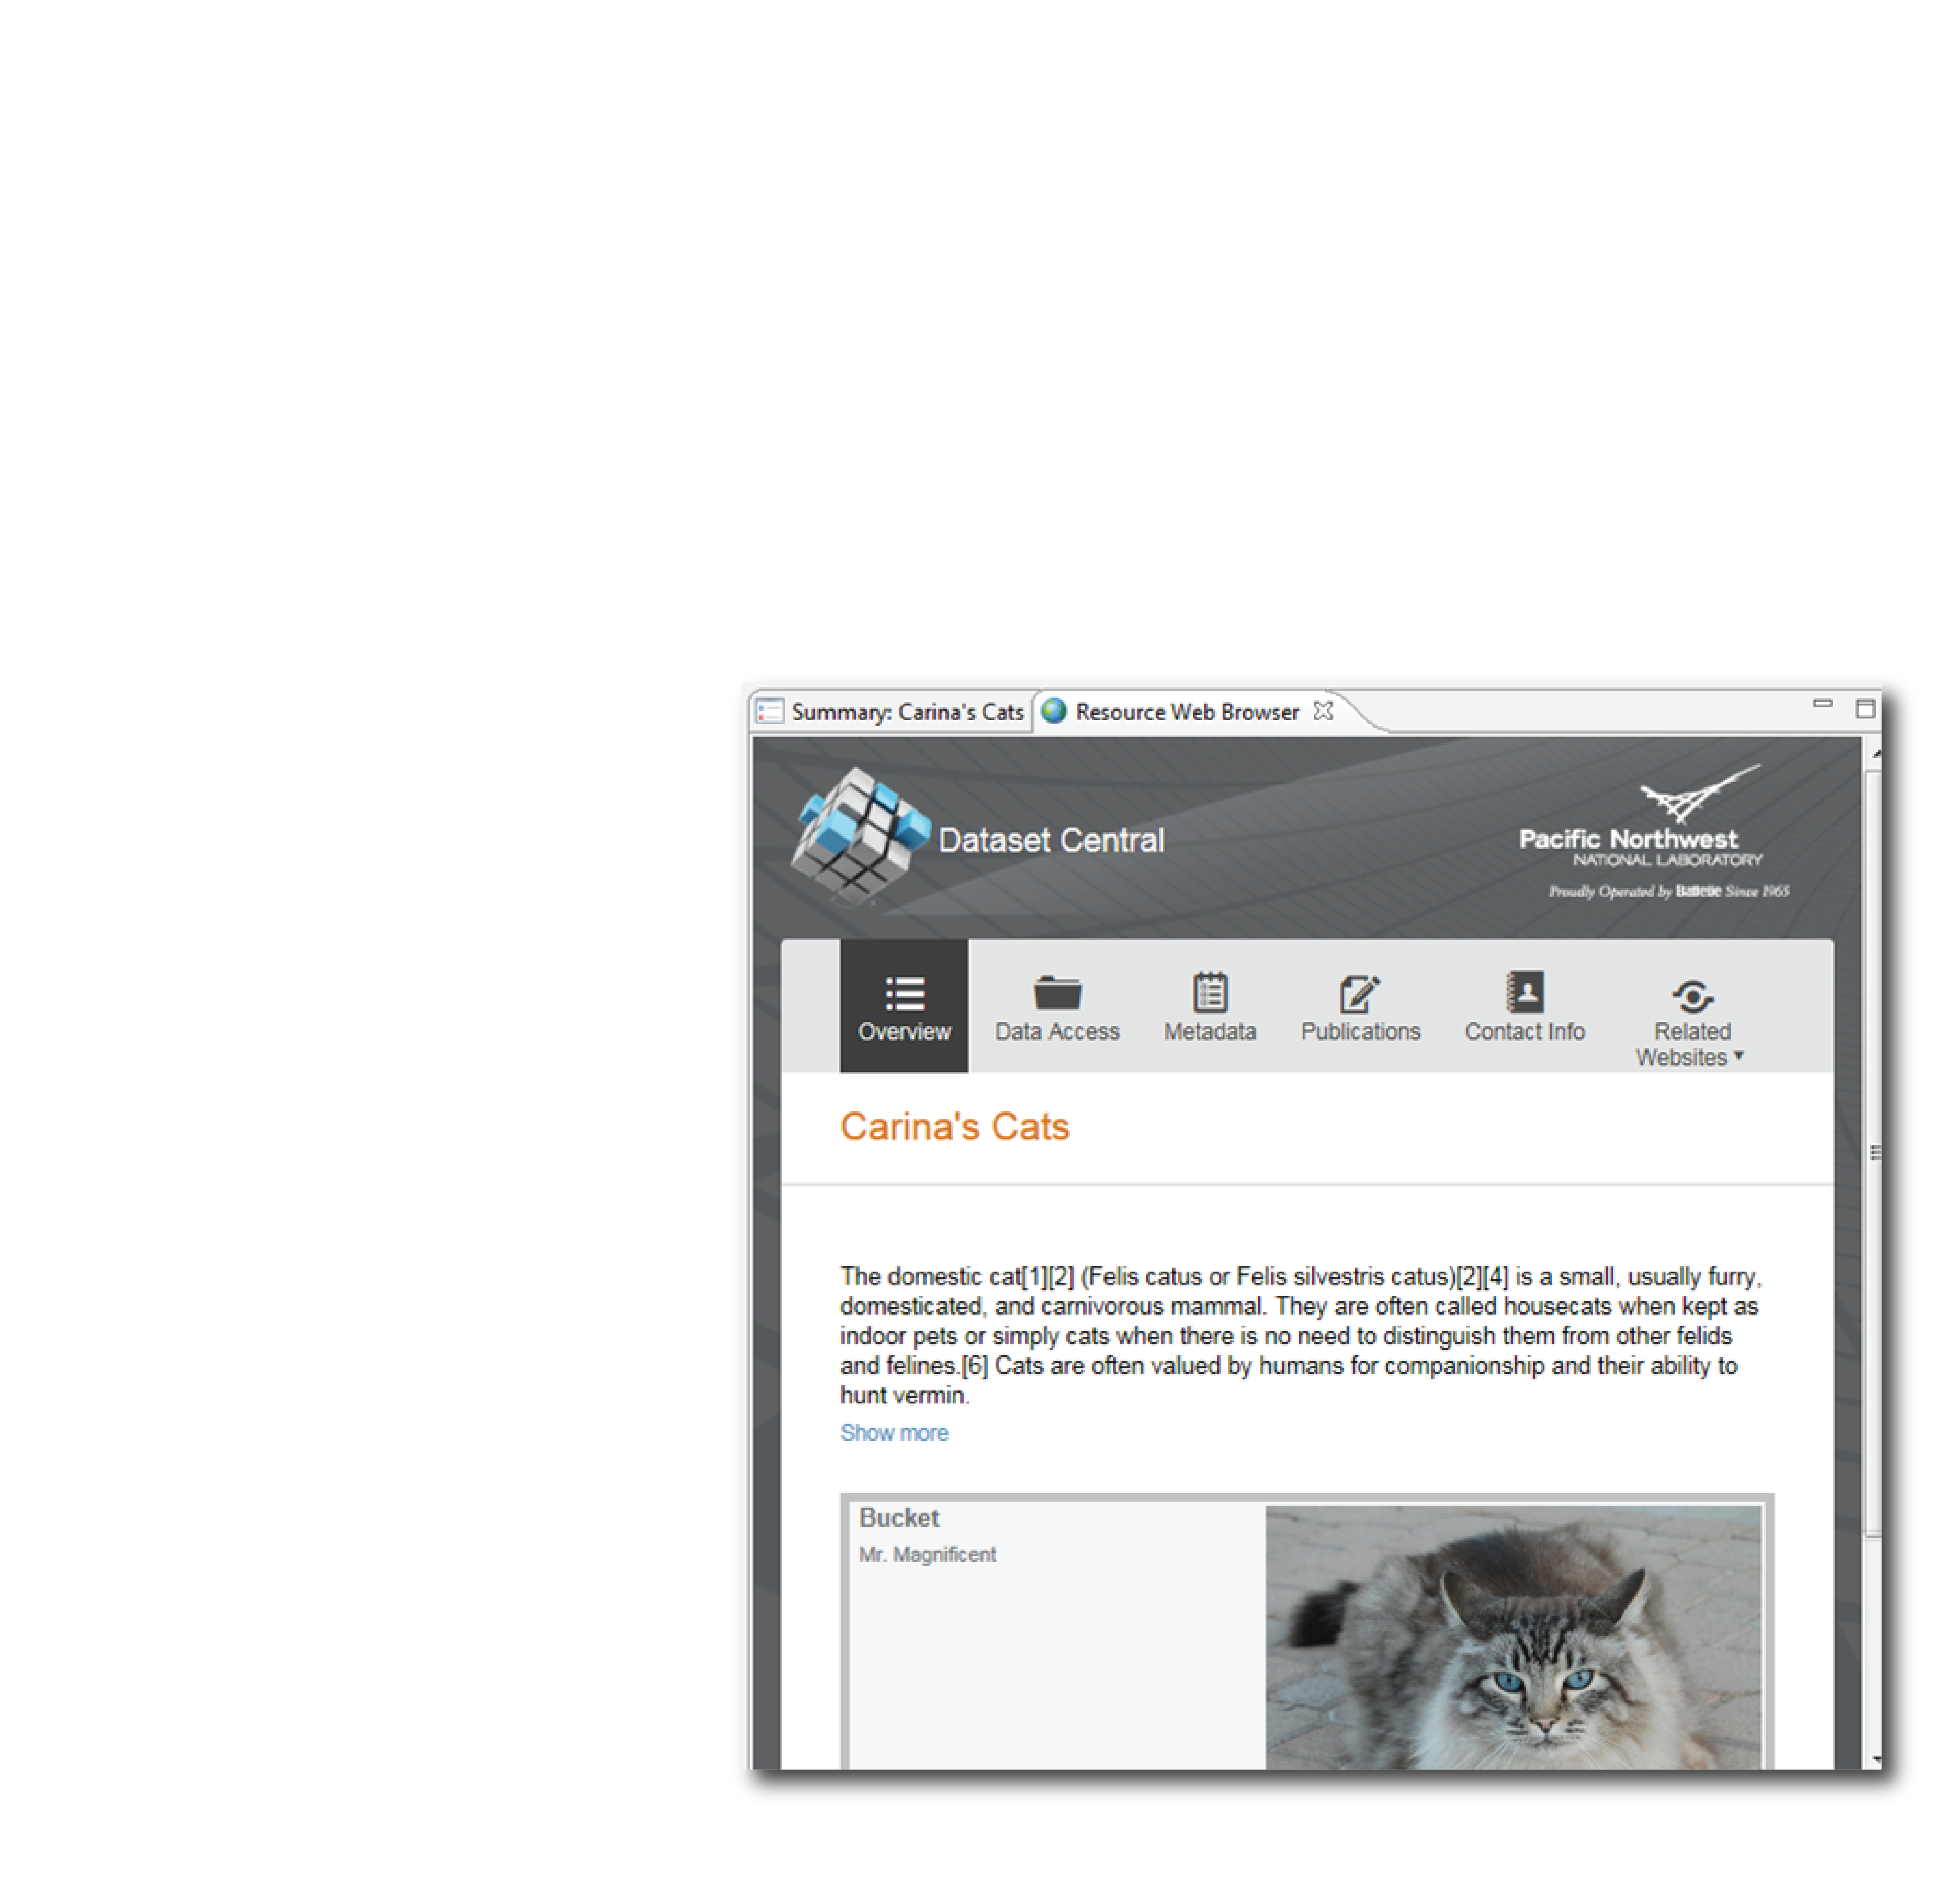 Summary: Carina's Cats
Resource Web Browser
Dataset Central
Pacific Northwest
NATIONAL LABORATORY
Proudly Operated by Battelle Since 1965
Overview
Data Access
Metadata
Publications
Contact Info
Related
Websites
Carina's Cats
The domestic cat[1][2] (Felis catus or Felis silvestris catus)[2][4] is a small, usually furry,
domesticated, and carnivorous mammal. They are often called housecats when kept as
indoor pets or simply cats when there is no need to distinguish them from other felids
and felines.[6] Cats are often valued by humans for companionship and their ability to
hunt vermin.
Show more
Bucket
Mr. Magnificent